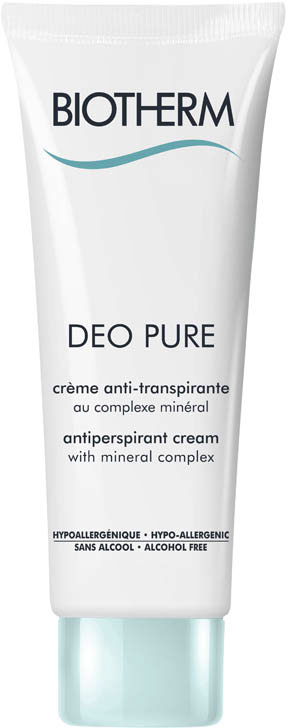 BIOTHERM
DEO PURE
crème anti-transpirante
au complexe minéral
antiperspirant cream
with mineral complex
HYPOALLERGÉNIQUE • HYPO-ALLERGENIC
SANS ALCOOL • ALCOHOL FREE